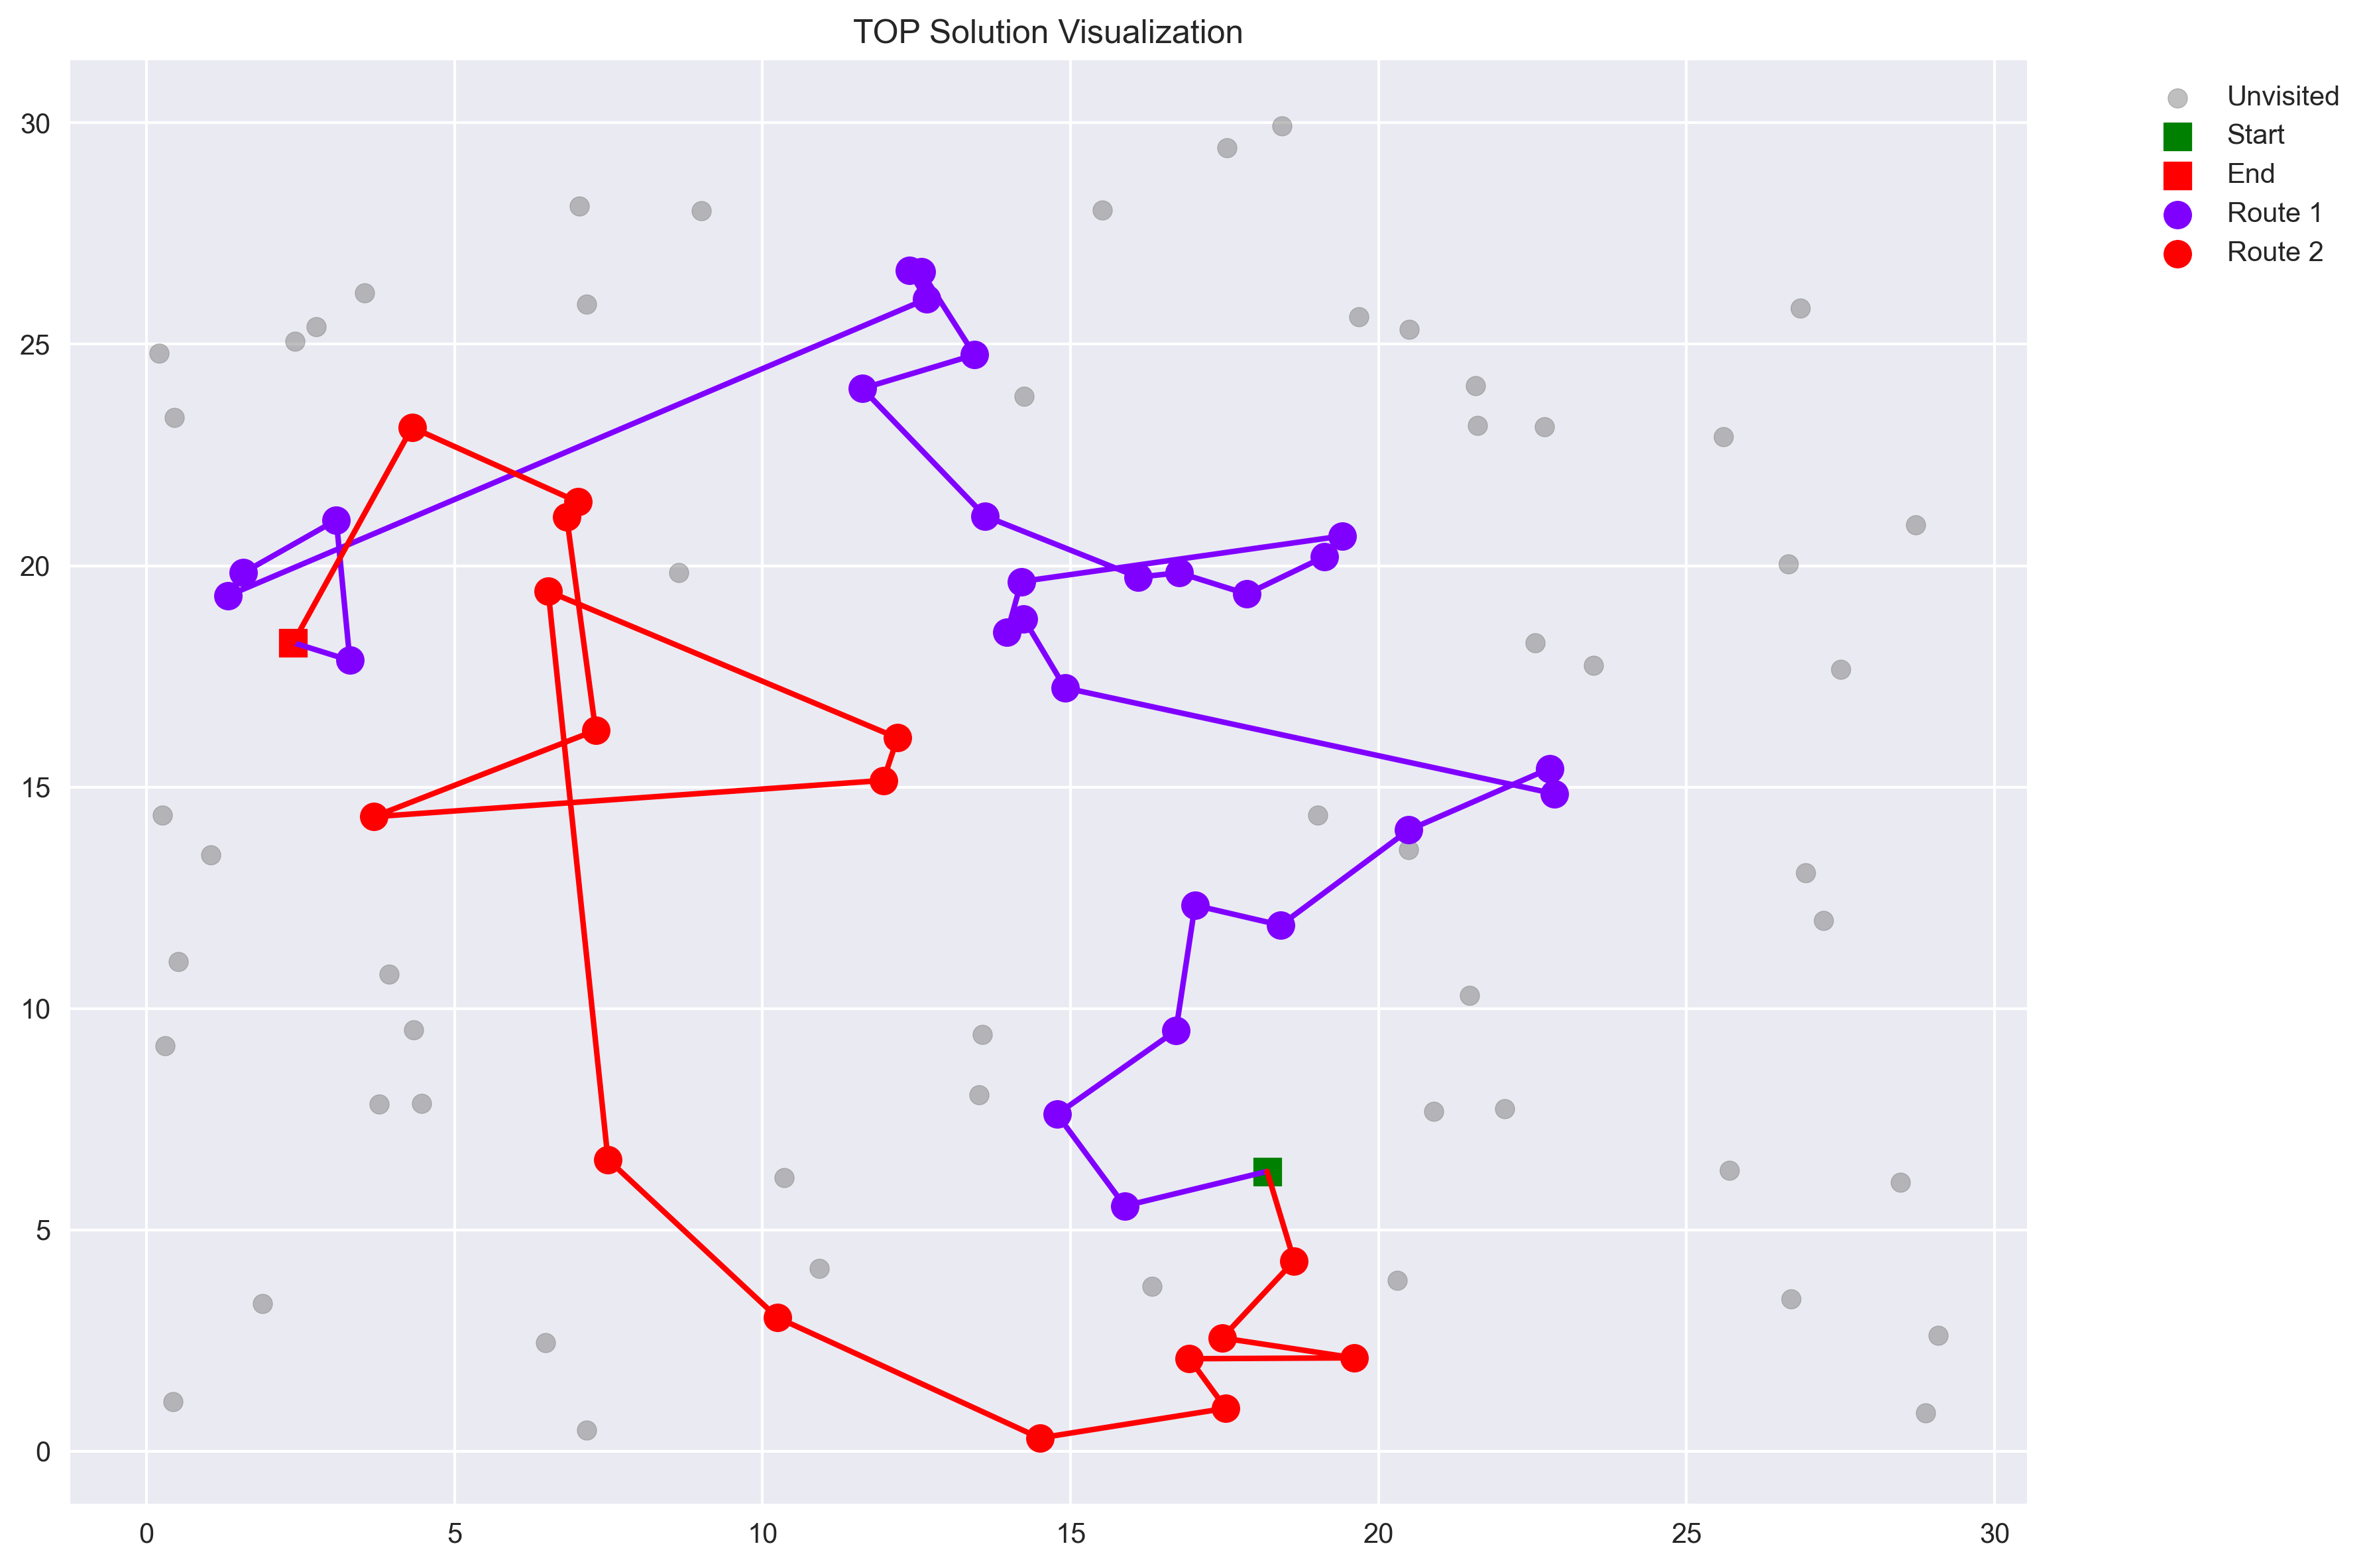 TOP Solution Visualization
Unvisited
Start
End
Route 1
Route 2
30
25
20
15
10
5
0
0 5 10 15 20 25 30